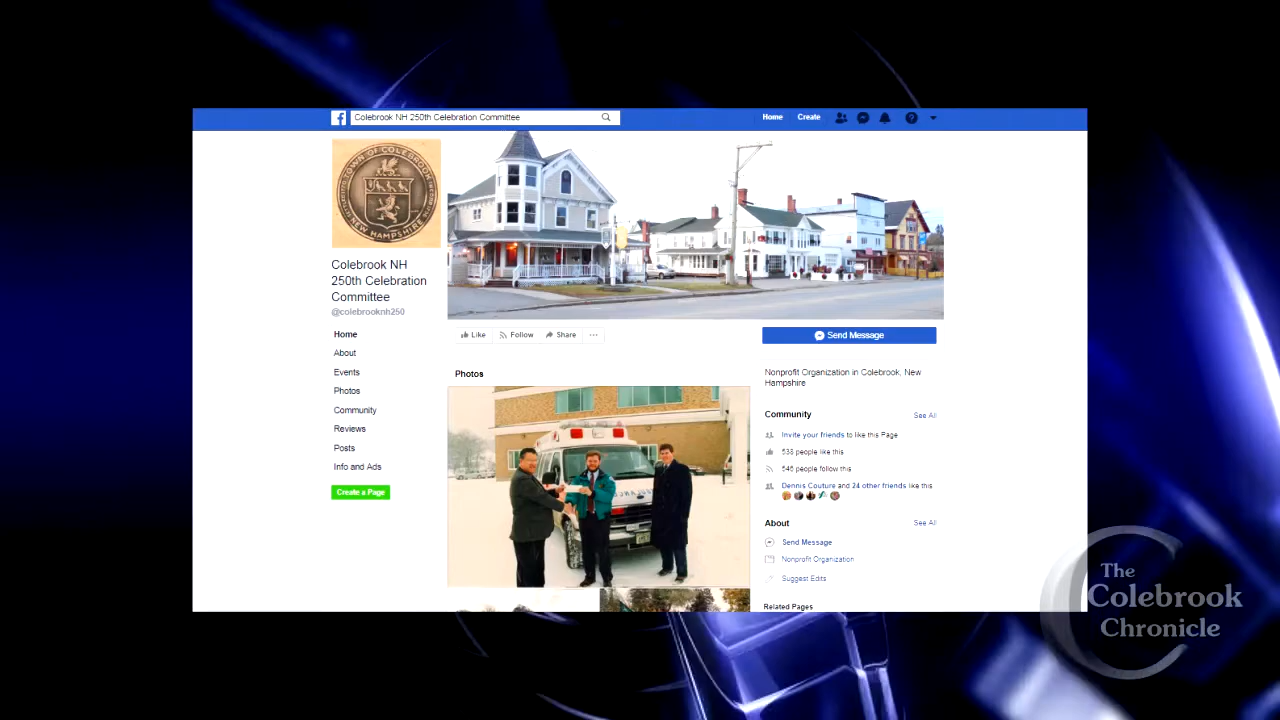 Colebrook NH 250th Celebration Committee
Home
Create
TOWN OF COLEBROOK
NEW HAMPSHIRE
Colebrook NH
250th Celebration
Committee
@colebrooknh250
Home
About
Events
Photos
Community
Reviews
Posts
Info and Ads
Create a Page
Like
Follow
Share
Send Message
Photos
Nonprofit Organization in Colebrook, New
Hampshire
Community
See All
Invite your friends to like this Page
people like this
people follow this
Dennis Couture and 24 other friends like this
About
See All
Send Message
Nonprofit Organization
Suggest Edits
Related Pages
The
Colebrook
Chronicle